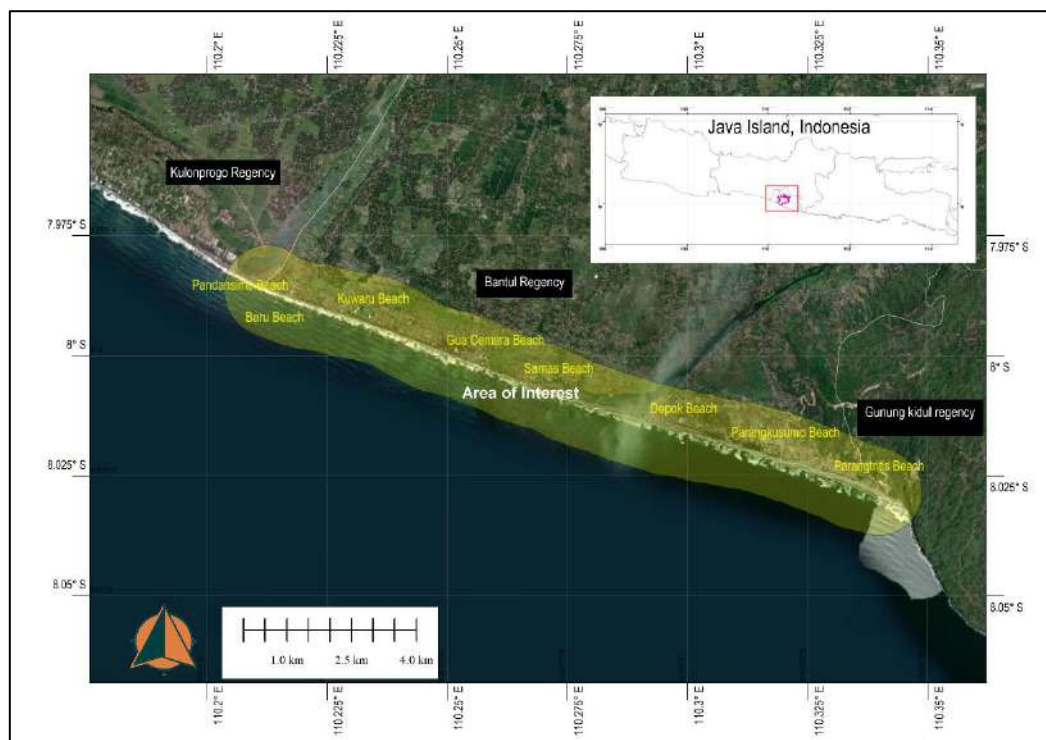 110.2° E
110.225° E
110.25° E
110.275° E
110.3° E
110.325° E
110.35° E
Java Island, Indonesia
Kulonprogo Regency
7.975° S
7.975° S
Pandansimo Beach
Kuwaru Beach
Bantul Regency
Baru Beach
Gua Cemara Beach
8° S
8° S
Samas Beach
Area of Interest
Depok Beach
Gunung kidul regency
Parangkusumo Beach
Parangtritis Beach
8.025° S
8.025° S
8.05° S
8.05° S
1.0 km
2.5 km
4.0 km
110.2° E
110.225° E
110.25° E
110.275° E
110.3° E
110.325° E
110.35° E